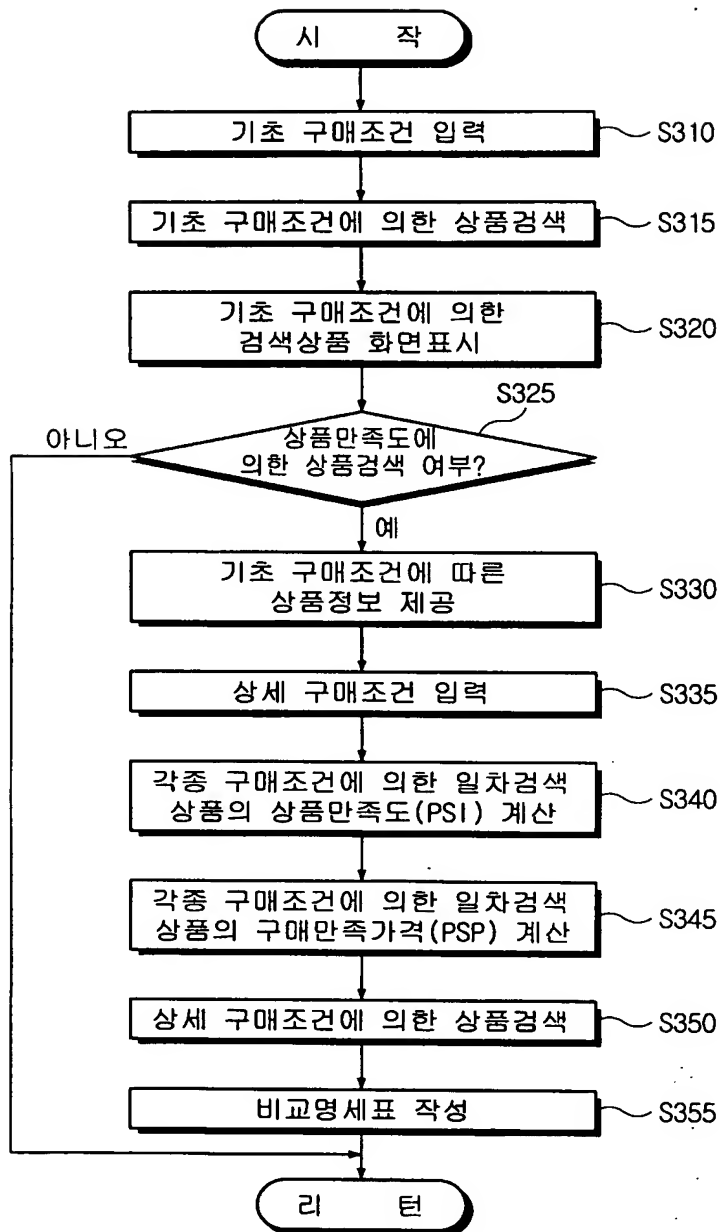 시 작
기초 구매조건 입력
S310
기초 구매조건에 의한 상품검색
S315
기초 구매조건에 의한
검색상품 화면표시
S320
S325
아니오
상품만족도에
의한 상품검색 여부?
예
기초 구매조건에 따른
상품정보 제공
S330
상세 구매조건 입력
S335
각종 구매조건에 의한 일차검색
상품의 상품만족도(PSI) 계산
S340
각종 구매조건에 의한 일차검색
상품의 구매만족가격(PSP) 계산
S345
상세 구매조건에 의한 상품검색
S350
비교명세표 작성
S355
리 턴